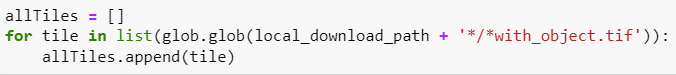 allTiles = []
for tile in list(glob.glob(local_download_path + '*/*with_object.tif')):
    allTiles.append(tile)